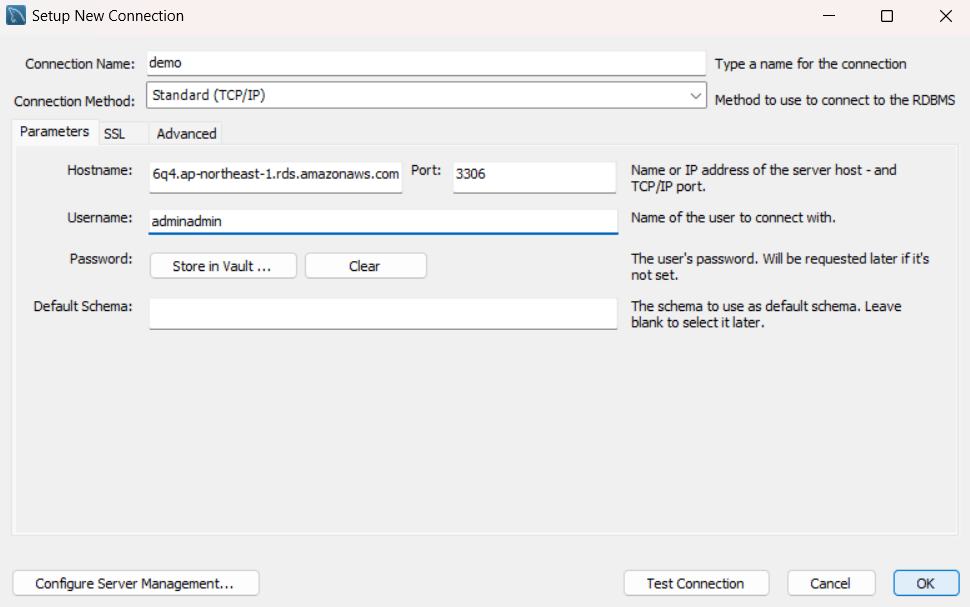 Setup New Connection
Connection Name: demo Type a name for the connection
Connection Method: Standard (TCP/IP) Method to use to connect to the RDBMS
Parameters SSL Advanced
Hostname: 6q4.ap-northeast-1.rds.amazonaws.com Port: 3306 Name or IP address of the server host - and
TCP/IP port.
Username: adminadmin Name of the user to connect with.
Password: Store in Vault ... Clear The user's password. Will be requested later if it's
not set.
Default Schema: The schema to use as default schema. Leave
blank to select it later.
Configure Server Management... Test Connection Cancel OK